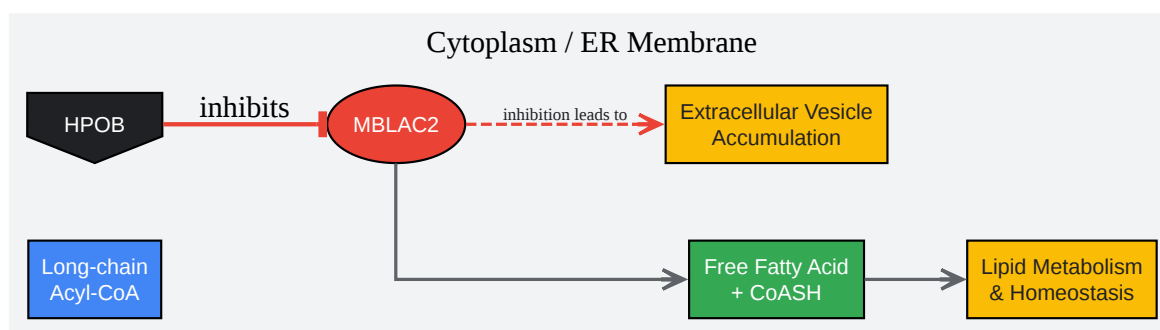 Cytoplasm / ER Membrane
HPOB
inhibits
MBLAC2
inhibition leads to
Extracellular Vesicle
Accumulation
Long-chain
Acyl-CoA
Free Fatty Acid
+ CoASH
Lipid Metabolism
& Homeostasis